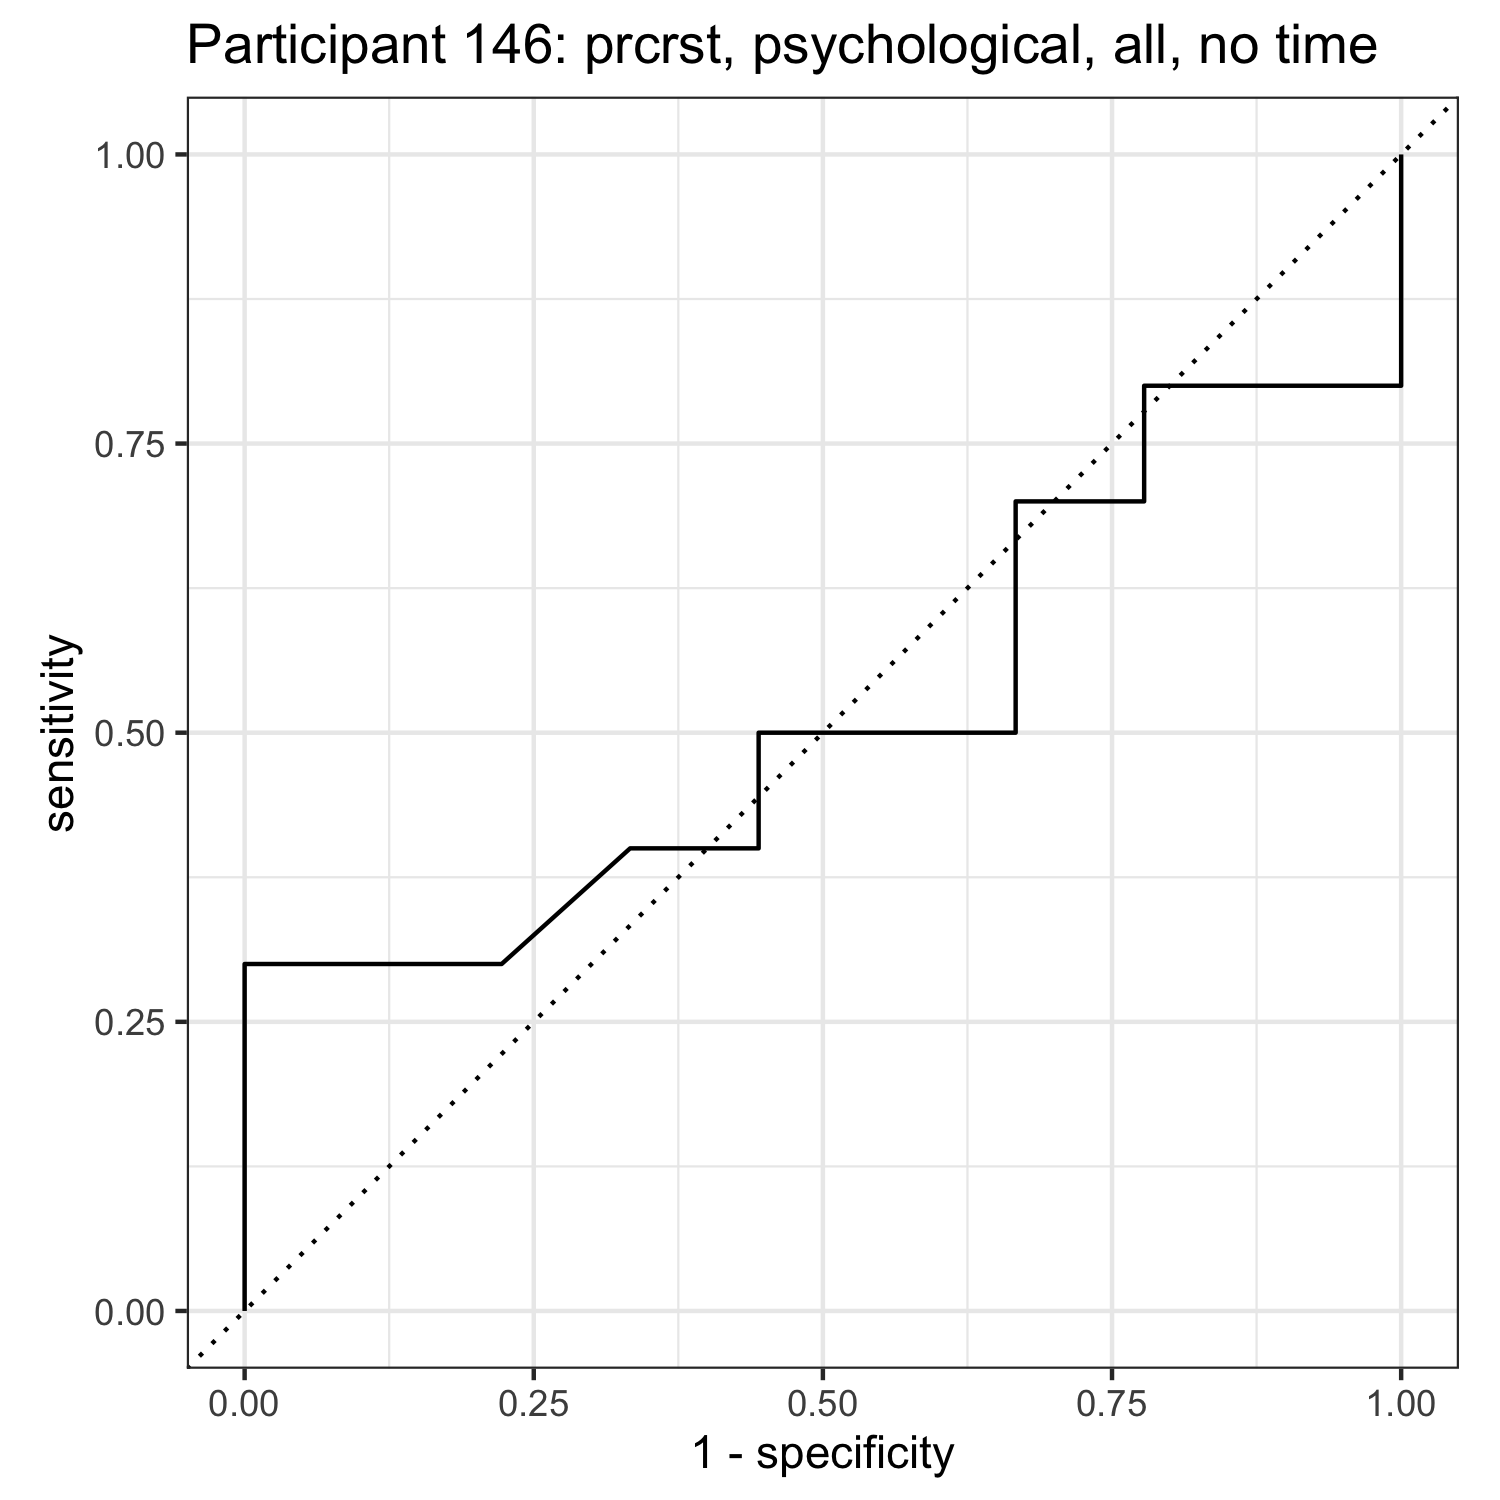 Participant 146: prcrst, psychological, all, no time
1.00
0.75
0.50
0.25
0.00
sensitivity
0.00 0.25 0.50 0.75 1.00
1 - specificity